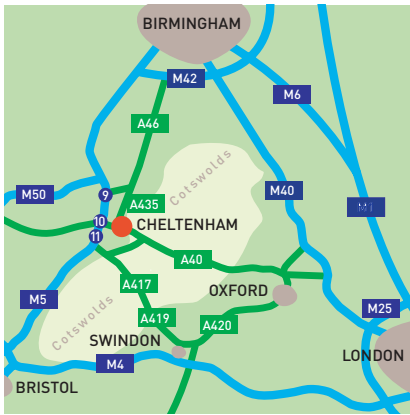 BIRMINGHAM
M42
M6
A46
Cotswolds
M50
9
A435
M40
M1
10
CHELTENHAM
11
A40
A417
OXFORD
M5
M25
A419
A420
Cotswolds
SWINDON
LONDON
M4
BRISTOL